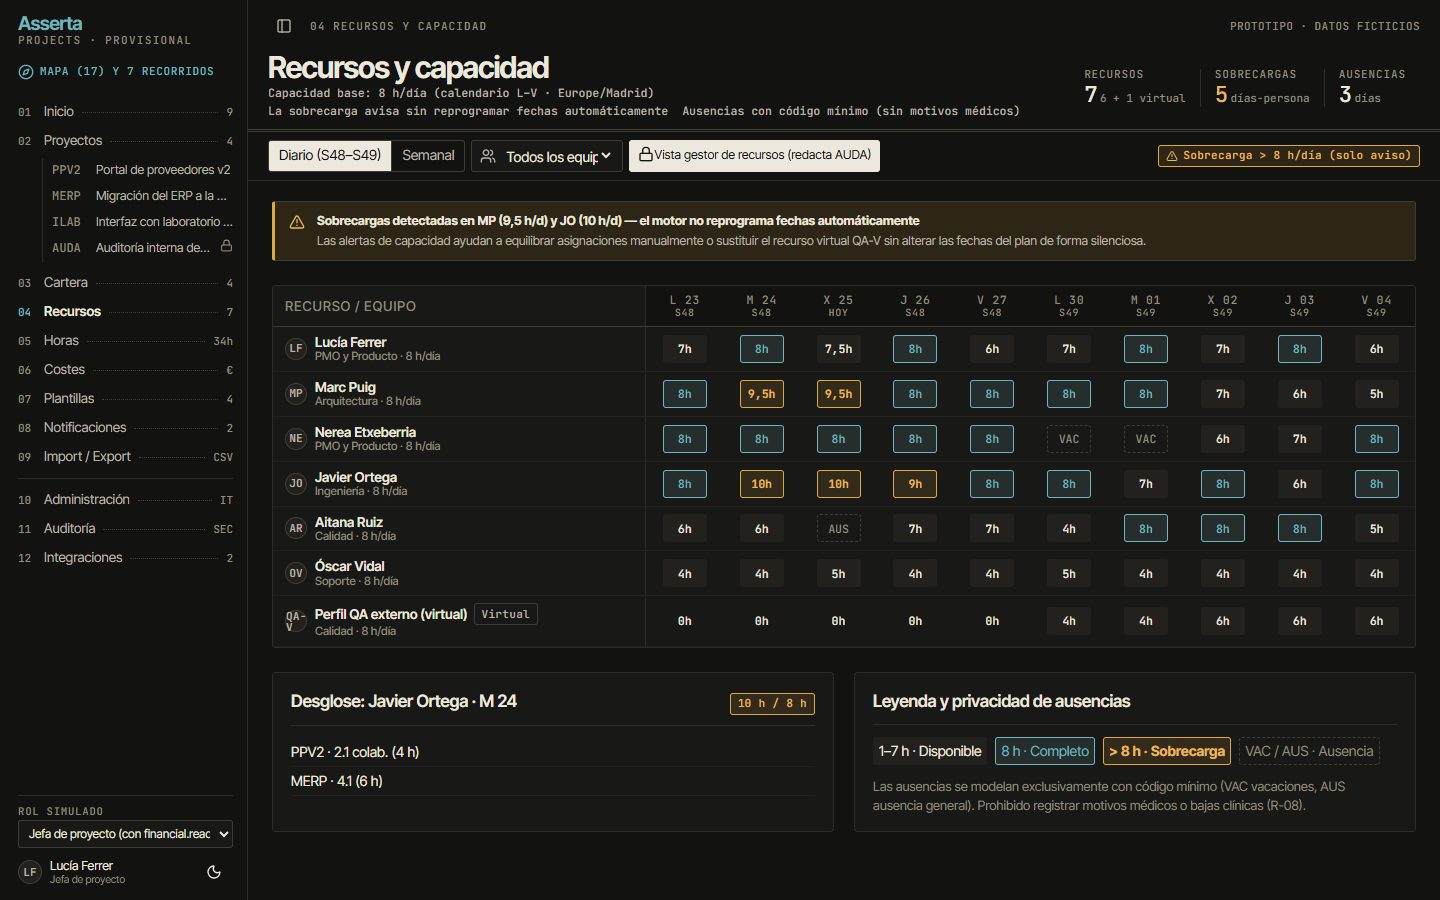 Asserta
PROJECTS · PROVISIONAL
MAPA (17) Y 7 RECORRIDOS
01 Inicio 9
02 Proyectos 4
PPV2 Portal de proveedores v2
MERP Migración del ERP a la ...
ILAB Interfaz con laboratorio ...
AUDA Auditoría interna de...
03 Cartera 4
04 Recursos 7
05 Horas 34h
06 Costes €
07 Plantillas 4
08 Notificaciones 2
09 Import / Export CSV
10 Administración IT
11 Auditoría SEC
12 Integraciones 2
ROL SIMULADO
Jefa de proyecto (con financial.reac
LF Lucía Ferrer
Jefa de proyecto
04 RECURSOS Y CAPACIDAD
PROTOTIPO · DATOS FICTICIOS
Recursos y capacidad
Capacidad base: 8 h/día (calendario L-V · Europe/Madrid)
La sobrecarga avisa sin reprogramar fechas automáticamente Ausencias con código mínimo (sin motivos médicos)
RECURSOS
7 6 + 1 virtual
SOBRECARGAS
5 días-persona
AUSENCIAS
3 días
Diario (S48–S49) Semanal Todos los equip Vista gestor de recursos (redacta AUDA)
Sobrecarga > 8 h/día (solo aviso)
Sobrecargas detectadas en MP (9,5 h/d) y JO (10 h/d) — el motor no reprograma fechas automáticamente
Las alertas de capacidad ayudan a equilibrar asignaciones manualmente o sustituir el recurso virtual QA-V sin alterar las fechas del plan de forma silenciosa.
RECURSO / EQUIPO L 23 M 24 X 25 J 26 V 27 L 30 M 01 X 02 J 03 V 04
S48 S48 HOY S48 S48 S49 S49 S49 S49 S49
LF Lucía Ferrer 7h 8h 7,5h 8h 6h 7h 8h 7h 8h 6h
PMO y Producto · 8 h/día
MP Marc Puig 8h 9,5h 9,5h 8h 8h 8h 8h 7h 6h 5h
Arquitectura · 8 h/día
NE Nerea Etxeberria 8h 8h 8h 8h 8h VAC VAC 6h 7h 8h
PMO y Producto · 8 h/día
JO Javier Ortega 8h 10h 10h 9h 8h 8h 7h 8h 6h 8h
Ingeniería · 8 h/día
AR Aitana Ruiz 6h 6h AUS 7h 7h 4h 8h 8h 8h 5h
Calidad · 8 h/día
OV Óscar Vidal 4h 4h 5h 4h 4h 5h 4h 4h 4h 4h
Soporte · 8 h/día
QA-V Perfil QA externo (virtual) Virtual 0h 0h 0h 0h 0h 4h 4h 6h 6h 6h
Calidad · 8 h/día
Desglose: Javier Ortega · M 24 10 h / 8 h
PPV2 · 2.1 colab. (4 h)
MERP · 4.1 (6 h)
Leyenda y privacidad de ausencias
1–7 h · Disponible 8 h · Completo > 8 h · Sobrecarga VAC / AUS · Ausencia
Las ausencias se modelan exclusivamente con código mínimo (VAC vacaciones, AUS
ausencia general). Prohibido registrar motivos médicos o bajas clínicas (R-08).